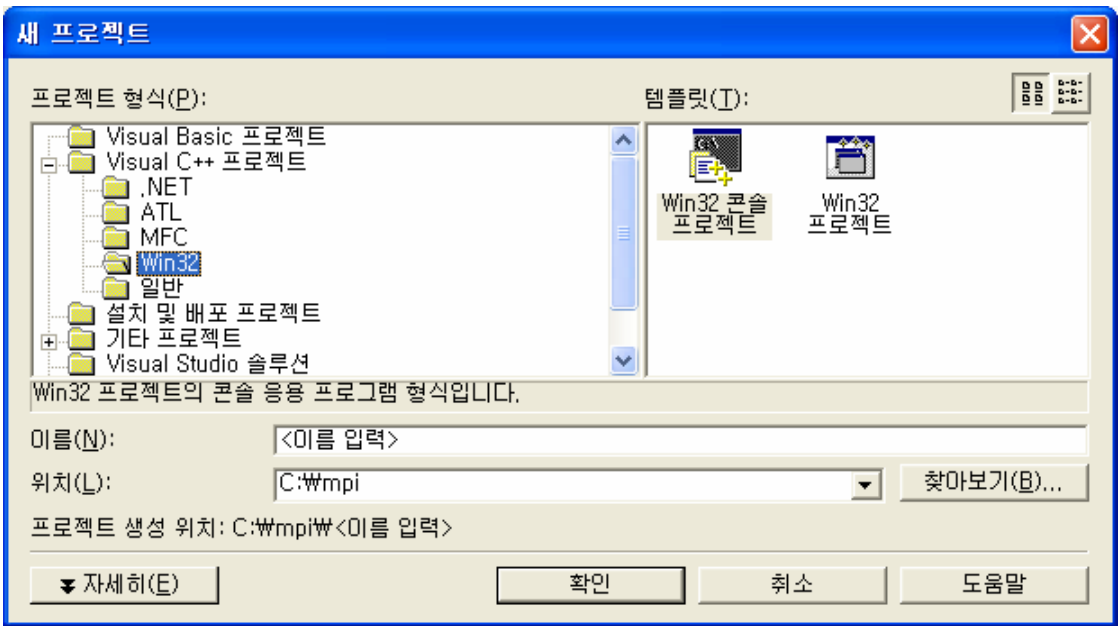 새 프로젝트
프로젝트 형식(P):
템플릿(T):
Visual Basic 프로젝트
Visual C++ 프로젝트
.NET
ATL
MFC
Win32
일반
설치 및 배포 프로젝트
기타 프로젝트
Visual Studio 솔루션
Win32 콘솔
프로젝트
Win32
프로젝트
Win32 프로젝트의 콘솔 응용 프로그램 형식입니다.
이름(N):
<이름 입력>
위치(L):
C:₩mpi
찾아보기(B)...
프로젝트 생성 위치: C:₩mpi₩<이름 입력>
자세히(E)
확인
취소
도움말